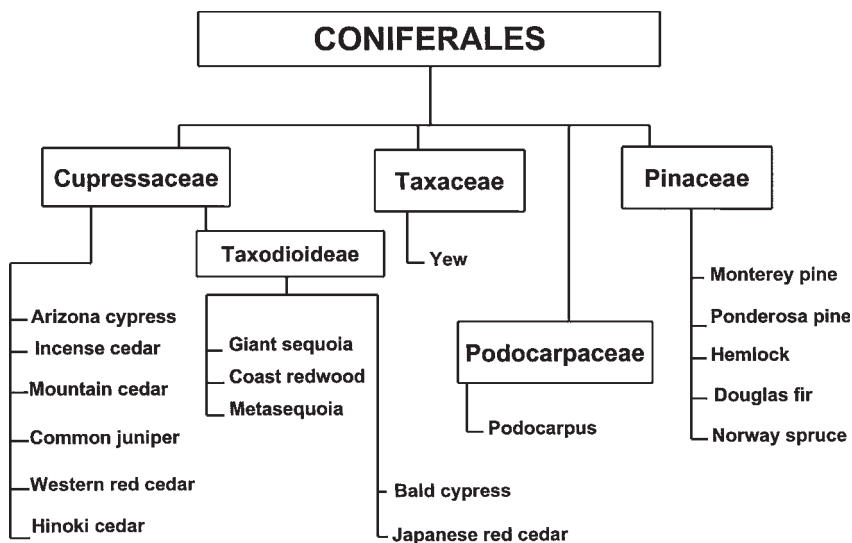 CONIFERALES
Cupressaceae
Taxaceae
Pinaceae
Taxodioideae
Podocarpaceae
Arizona cypress
Incense cedar
Mountain cedar
Common juniper
Western red cedar
Hinoki cedar
Giant sequoia
Coast redwood
Metasequoia
Bald cypress
Japanese red cedar
Yew
Podocarpus
Monterey pine
Ponderosa pine
Hemlock
Douglas fir
Norway spruce